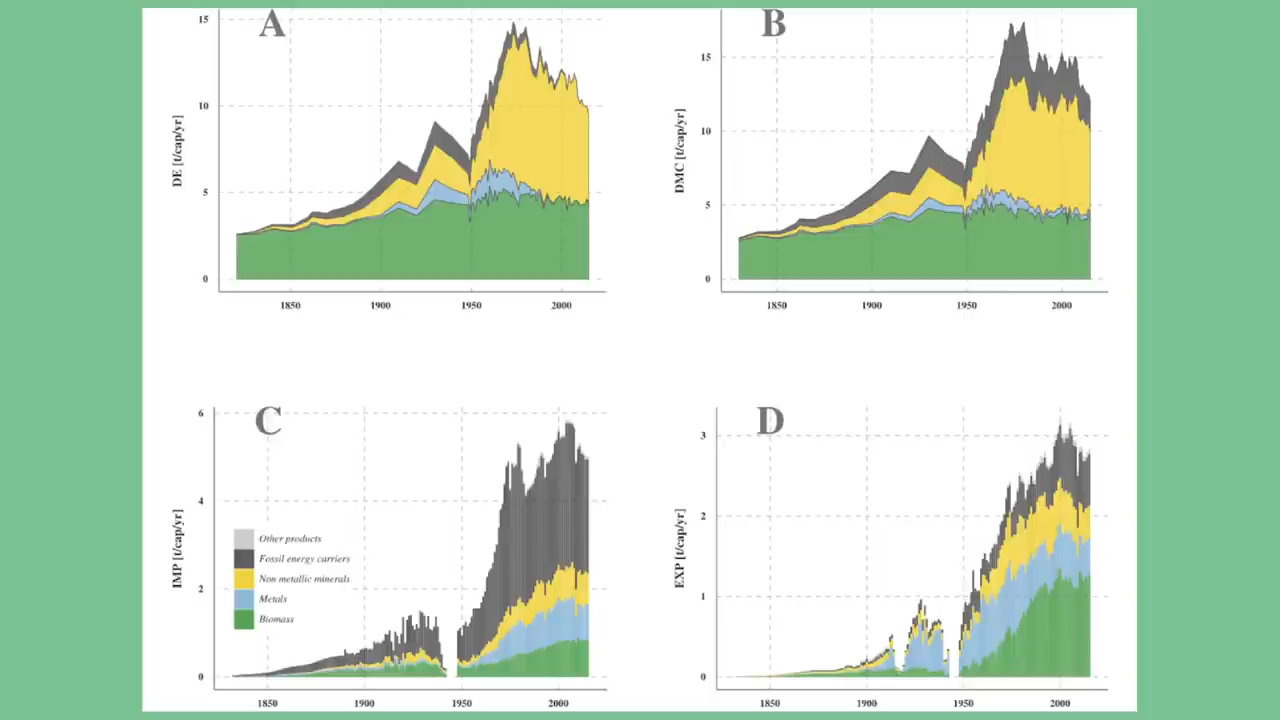 A
15
10
5
0
DE [t/cap/yr]
1850 1900 1950 2000
B
15
10
5
0
DMC [t/cap/yr]
1850 1900 1950 2000
C
6
4
2
0
IMP [t/cap/yr]
Other products
Fossil energy carriers
Non metallic minerals
Metals
Biomass
1850 1900 1950 2000
D
3
2
1
0
EXP [t/cap/yr]
1850 1900 1950 2000